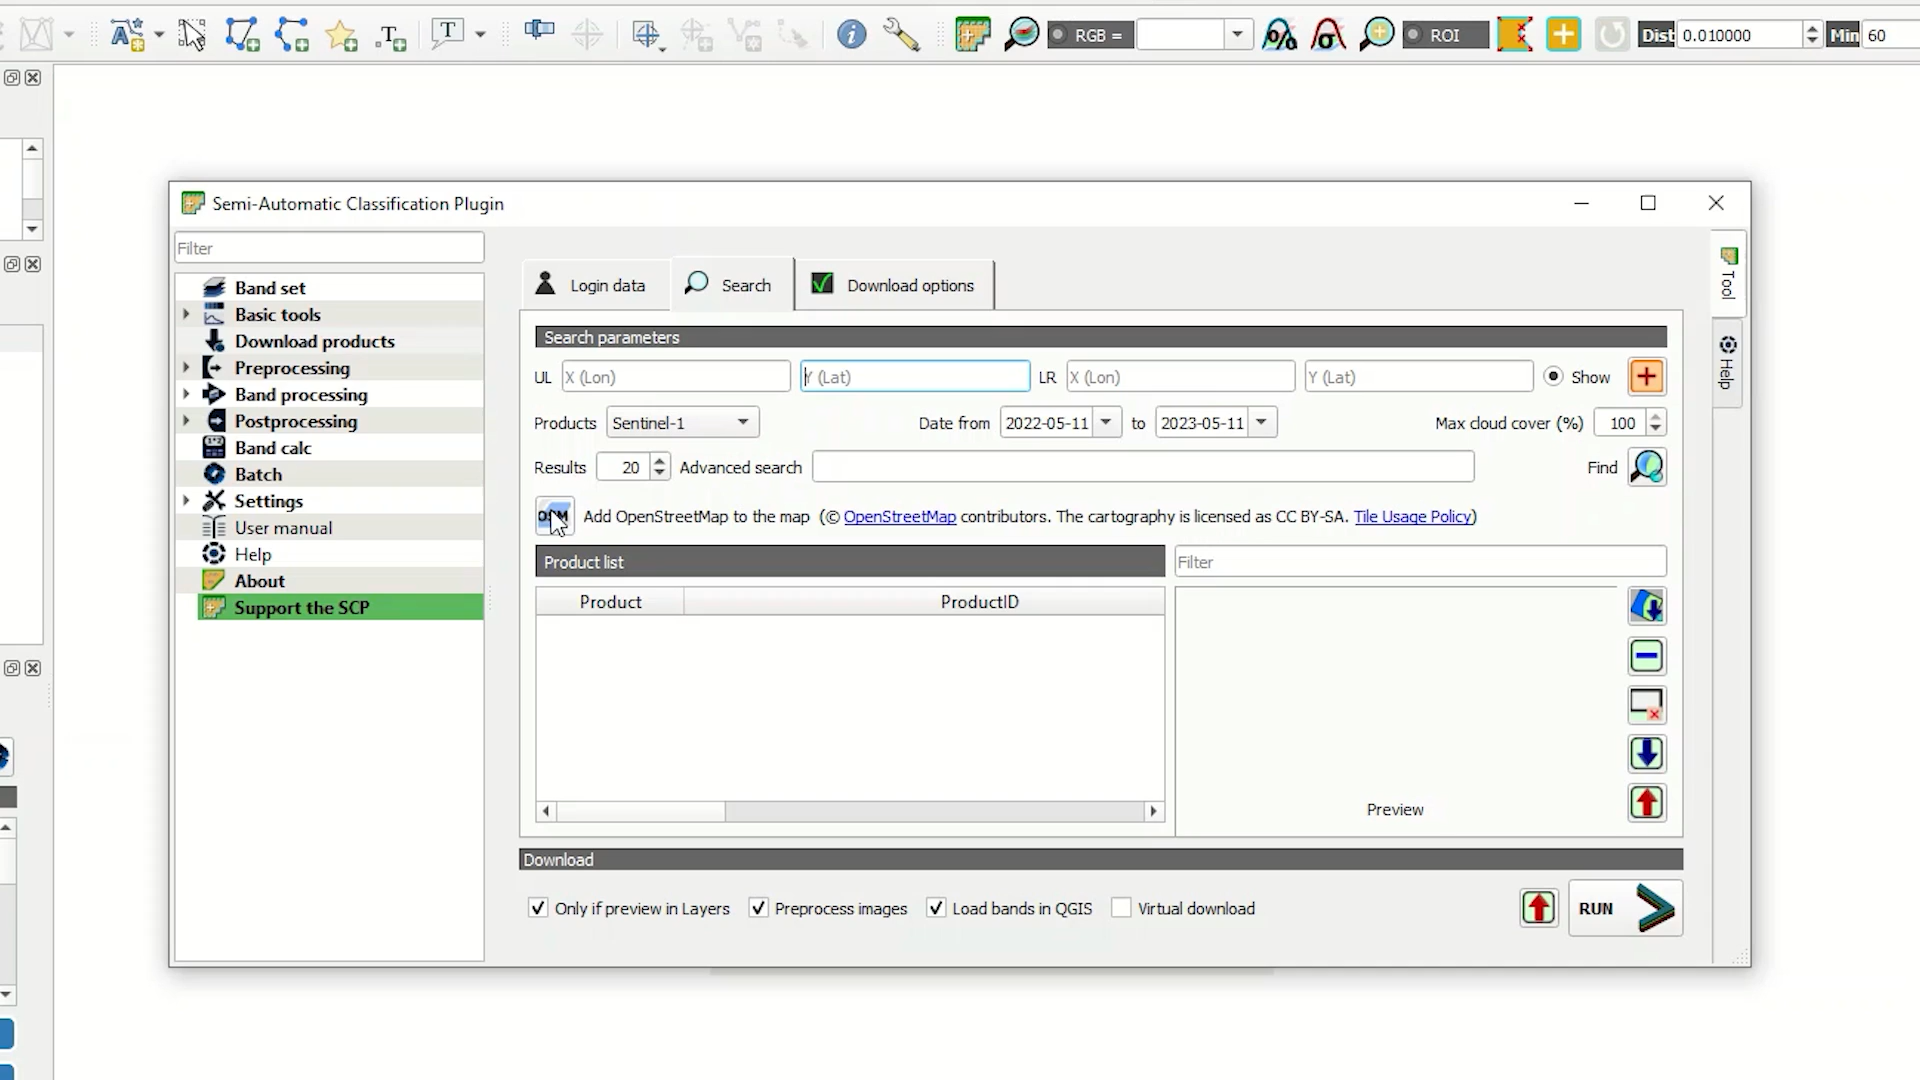 RGB =
ROI
Dist 0.010000
Min 60
Semi-Automatic Classification Plugin
Filter
Band set
Basic tools
Download products
Preprocessing
Band processing
Postprocessing
Band calc
Batch
Settings
User manual
Help
About
Support the SCP
Login data
Search
Download options
Tool
Help
Search parameters
UL X (Lon) Y (Lat) LR X (Lon) Y (Lat) Show
Products Sentinel-1 Date from 2022-05-11 to 2023-05-11 Max cloud cover (%) 100
Results 20 Advanced search Find
OSM Add OpenStreetMap to the map (© OpenStreetMap contributors. The cartography is licensed as CC BY-SA. Tile Usage Policy)
Product list
Filter
Product ProductID
Preview
Download
Only if preview in Layers Preprocess images Load bands in QGIS Virtual download
RUN